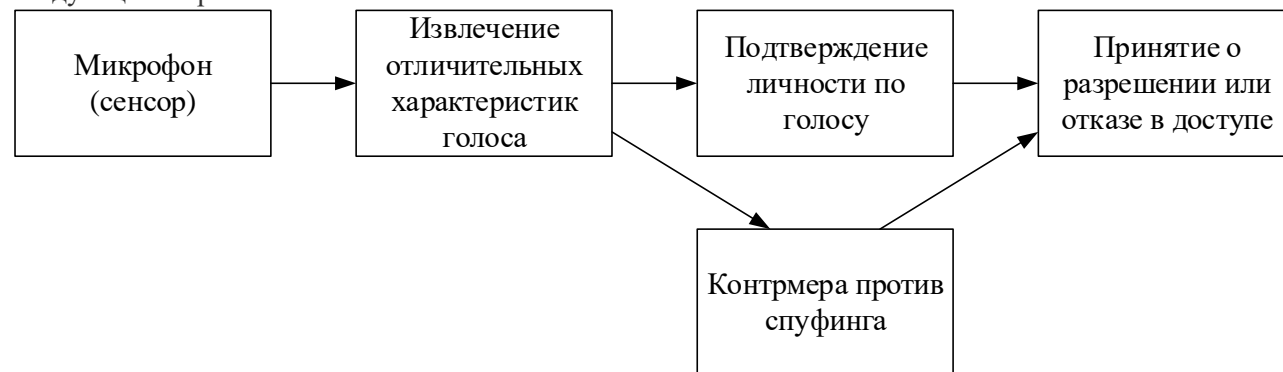 Микрофон
(сенсор)
Извлечение
отличительных
характеристик
голоса
Подтверждение
личности по
голосу
Принятие о
разрешении или
отказе в доступе
Контрмера против
спуфинга